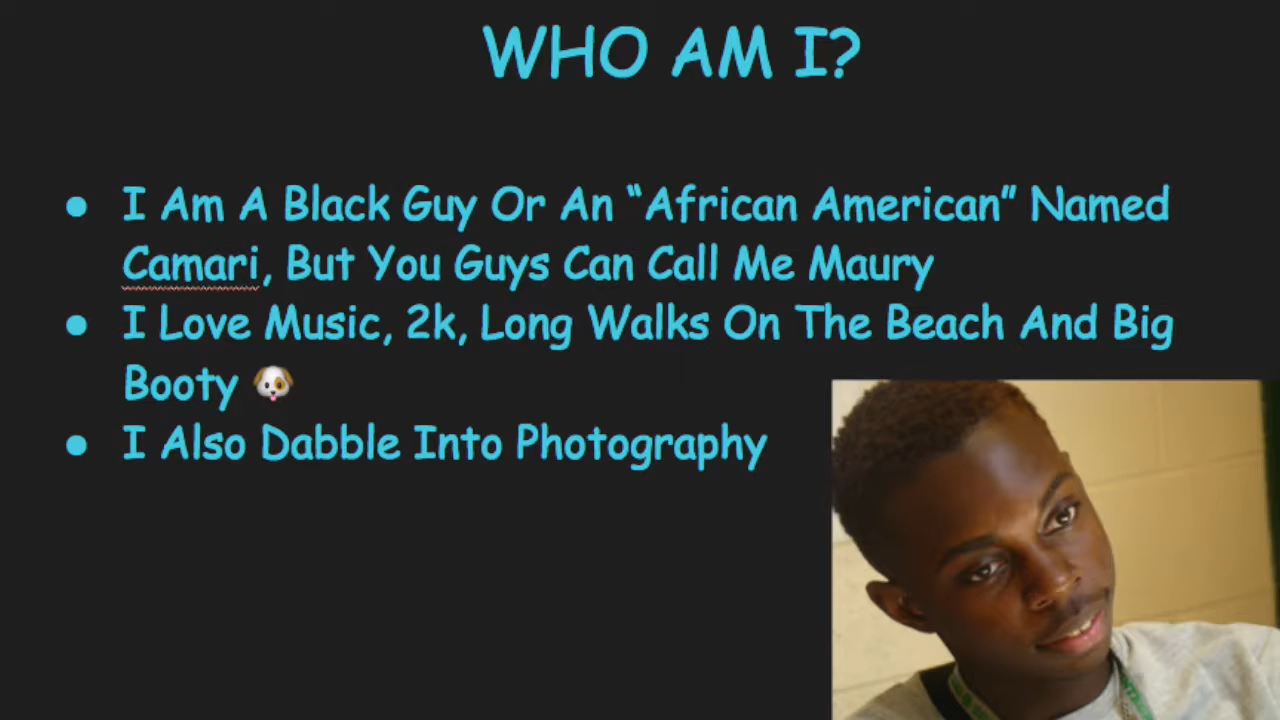 WHO AM I?
● I Am A Black Guy Or An “African American” Named
Camari, But You Guys Can Call Me Maury
● I Love Music, 2k, Long Walks On The Beach And Big
Booty 🐶
● I Also Dabble Into Photography